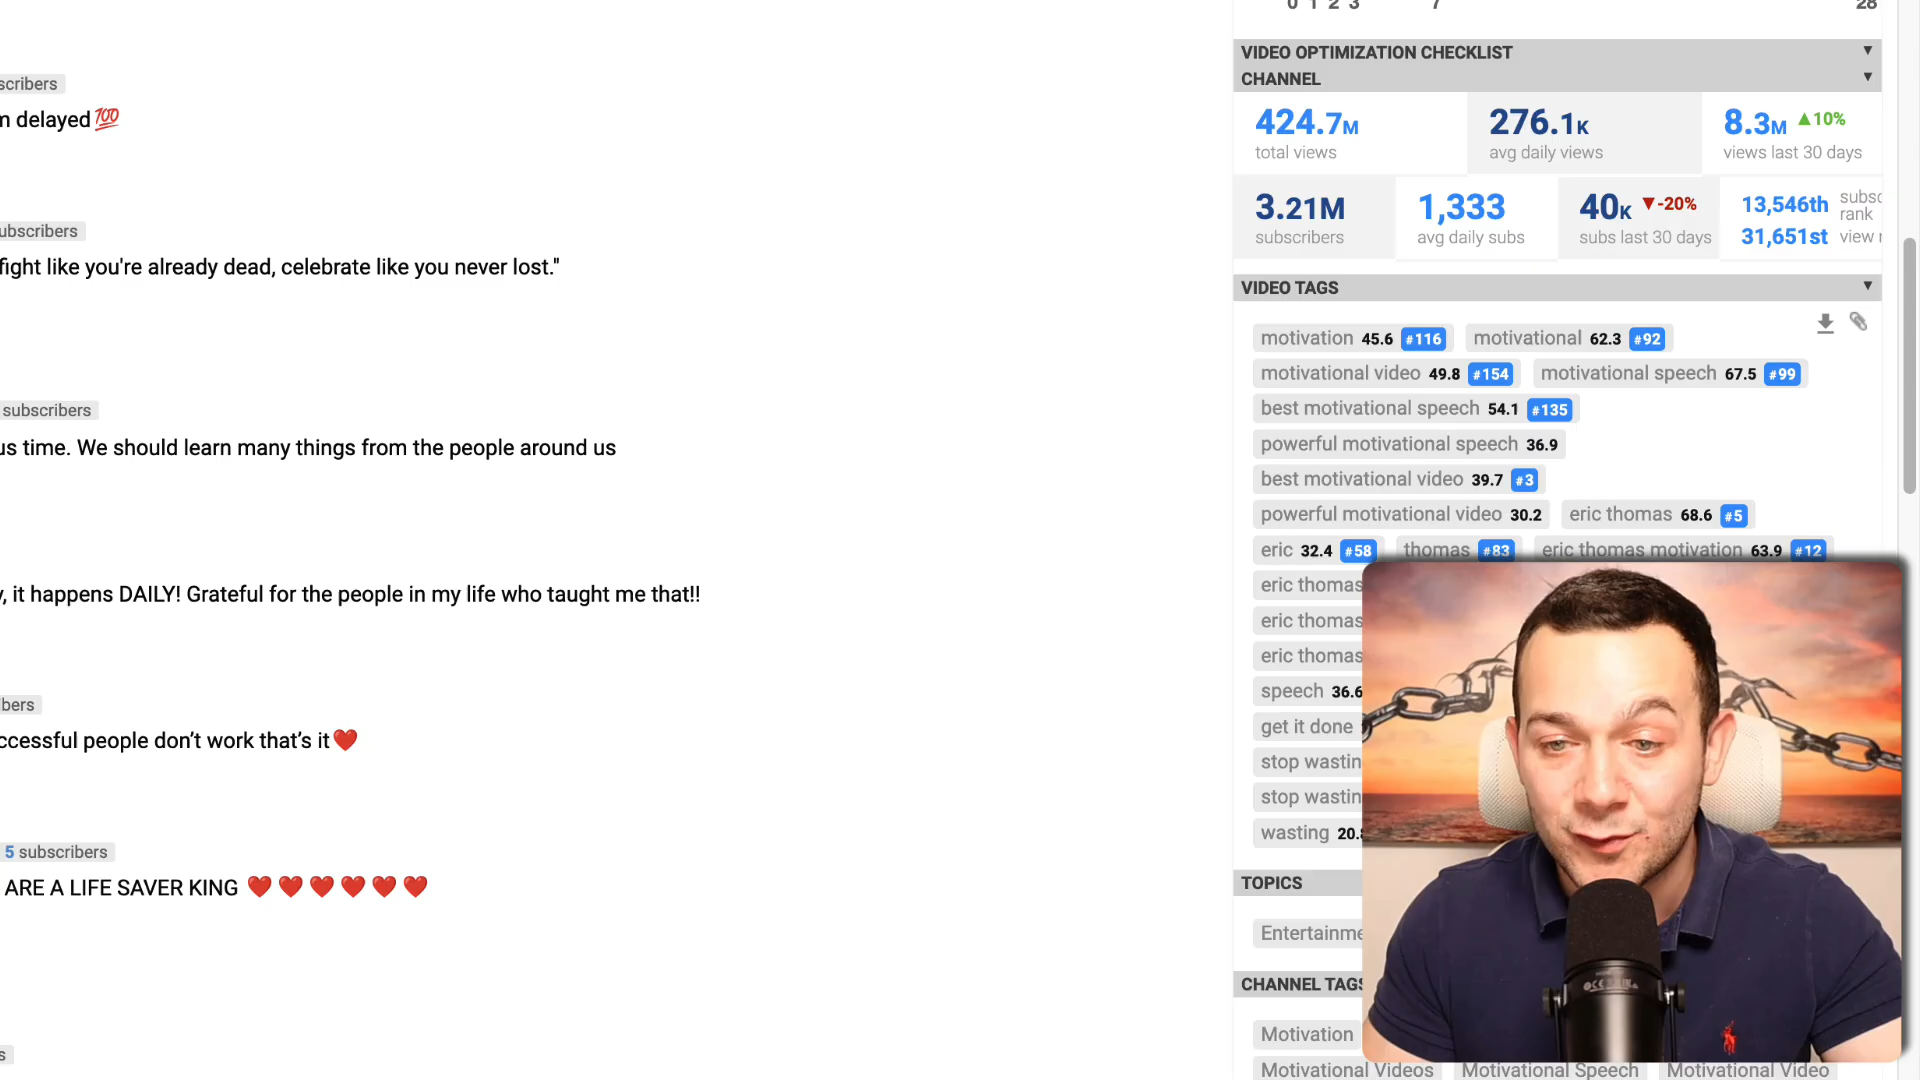 0 1 2 3 7 28
scribers
m delayed💯
ubscribers
fight like you're already dead, celebrate like you never lost."
subscribers
us time. We should learn many things from the people around us
, it happens DAILY! Grateful for the people in my life who taught me that!!
bers
ccessful people don’t work that’s it❤️
5 subscribers
ARE A LIFE SAVER KING ❤️❤️❤️❤️❤️❤️
s
VIDEO OPTIMIZATION CHECKLIST ▼
CHANNEL ▼
424.7M
total views
276.1K
avg daily views
8.3M ▲10%
views last 30 days
3.21M
subscribers
1,333
avg daily subs
40K ▼-20%
subs last 30 days
13,546th subsc
rank
31,651st view
VIDEO TAGS ▼
motivation 45.6 #116 motivational 62.3 #92
motivational video 49.8 #154 motivational speech 67.5 #99
best motivational speech 54.1 #135
powerful motivational speech 36.9
best motivational video 39.7 #3
powerful motivational video 30.2 eric thomas 68.6 #5
eric 32.4 #58 thomas #83 eric thomas motivation 63.9 #12
eric thomas
eric thomas
eric thomas
speech 36.6
get it done
stop wastin
stop wastin
wasting 20.8
TOPICS
Entertainme
CHANNEL TAGS
Motivation
Motivational Videos Motivational Speech Motivational Video